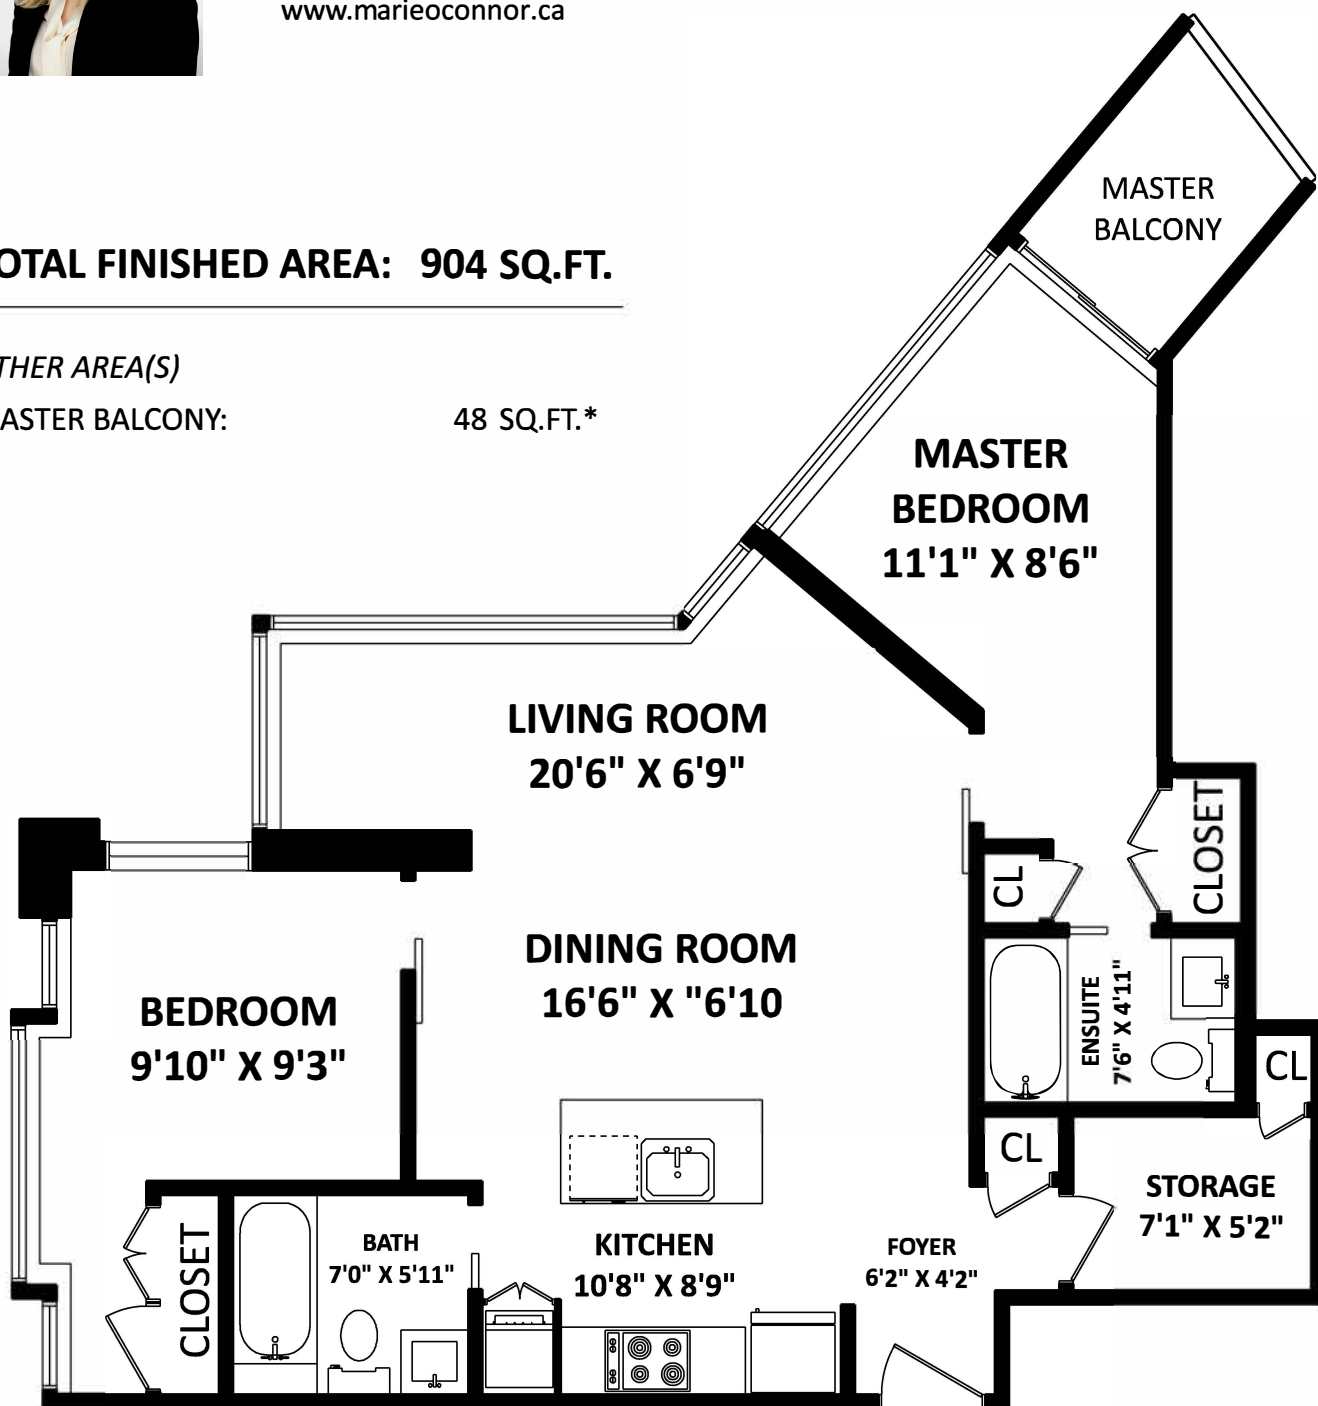 www.marieoconnor.ca
OTAL FINISHED AREA: 904 SQ.FT.
THER AREA(S)
ASTER BALCONY: 48 SQ.FT.*
MASTER
BALCONY
MASTER
BEDROOM
11'1" X 8'6"
LIVING ROOM
20'6" X 6'9"
CLOSET
CL
DINING ROOM
16'6" X "6'10
BEDROOM
9'10" X 9'3"
ENSUITE
7'6" X 4'11"
CL
CL
STORAGE
7'1" X 5'2"
CLOSET
BATH
7'0" X 5'11"
KITCHEN
10'8" X 8'9"
FOYER
6'2" X 4'2"